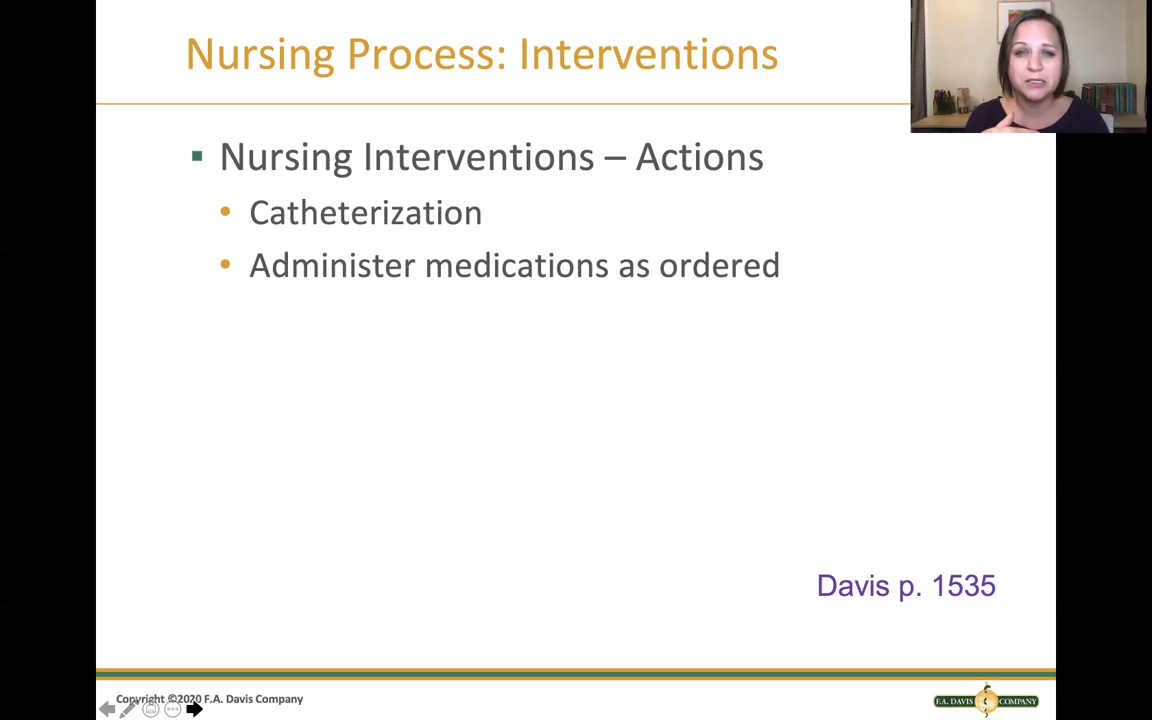 Nursing Process: Interventions
Nursing Interventions – Actions
Catheterization
Administer medications as ordered
Davis p. 1535
Copyright ©2020 F.A. Davis Company
F.A. DAVIS COMPANY